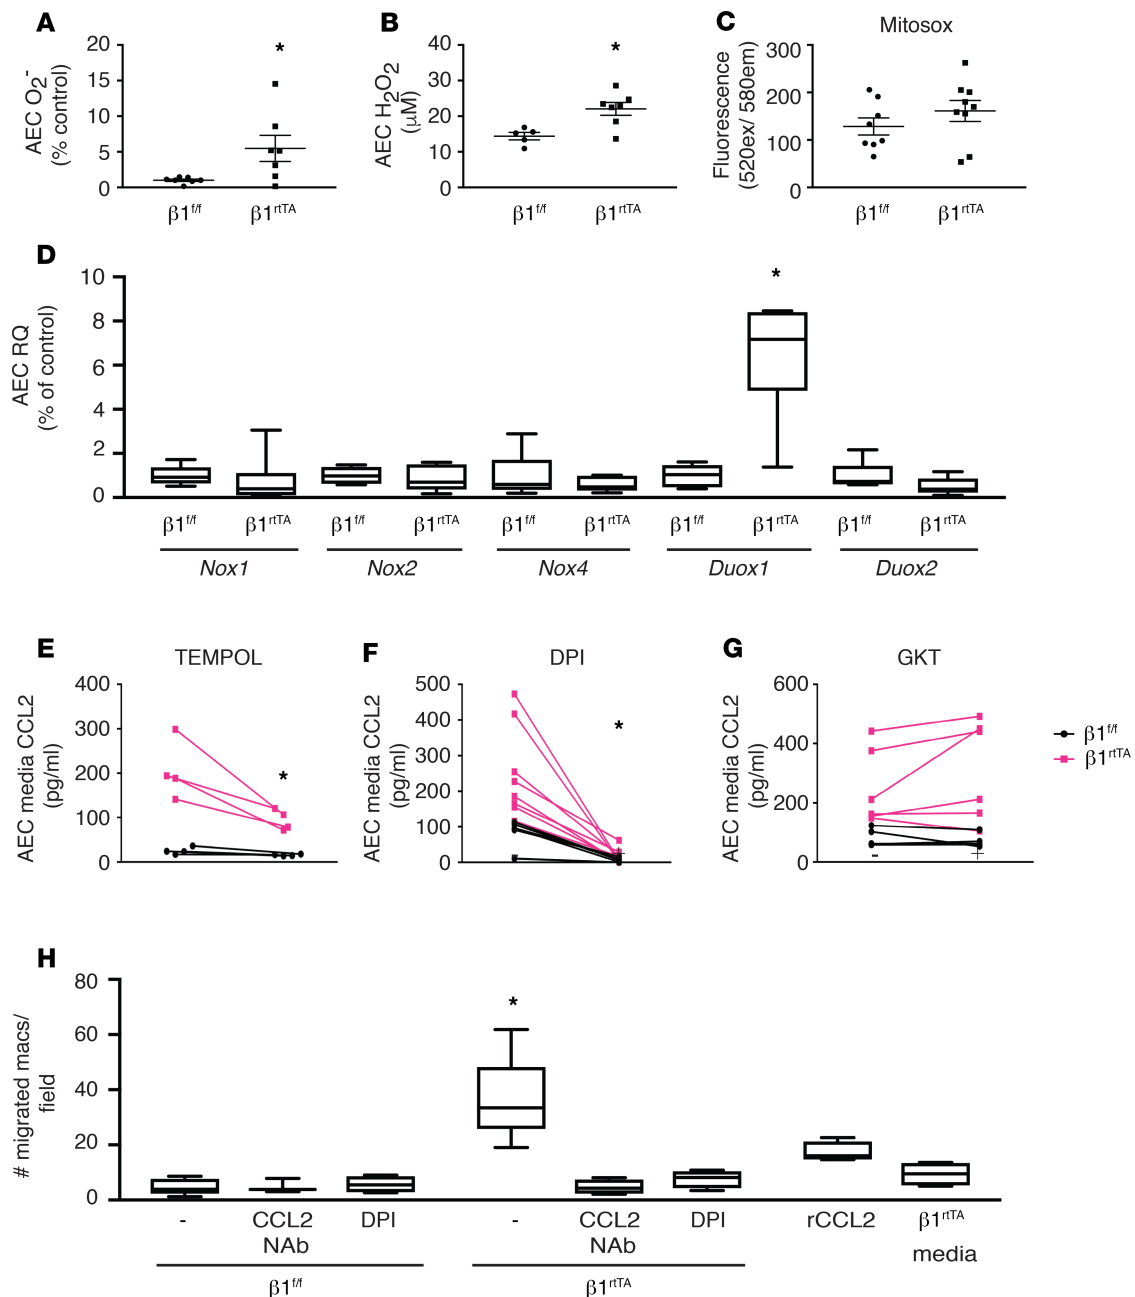 A
AEC O2-
(% control)
20
15
10
5
0
*
β1f/f
β1rtTA
B
AEC H2O2
(μM)
40
30
20
10
0
*
β1f/f
β1rtTA
C
Mitosox
Fluorescence
(520ex/ 580em)
300
200
100
0
β1f/f
β1rtTA
D
AEC RQ
(% of control)
10
8
6
4
2
0
*
β1f/f β1rtTA β1f/f β1rtTA β1f/f β1rtTA β1f/f β1rtTA β1f/f β1rtTA
Nox1 Nox2 Nox4 Duox1 Duox2
E
TEMPOL
AEC media CCL2
(pg/ml)
400
300
200
100
0
*
F
DPI
AEC media CCL2
(pg/ml)
500
400
300
200
100
0
*
+
G
GKT
AEC media CCL2
(pg/ml)
600
400
200
0
- +
β1f/f
β1rtTA
H
# migrated macs/
field
80
60
40
20
0
*
- CCL2 DPI - CCL2 DPI rCCL2 β1rtTA
NAb NAb media
β1f/f β1rtTA